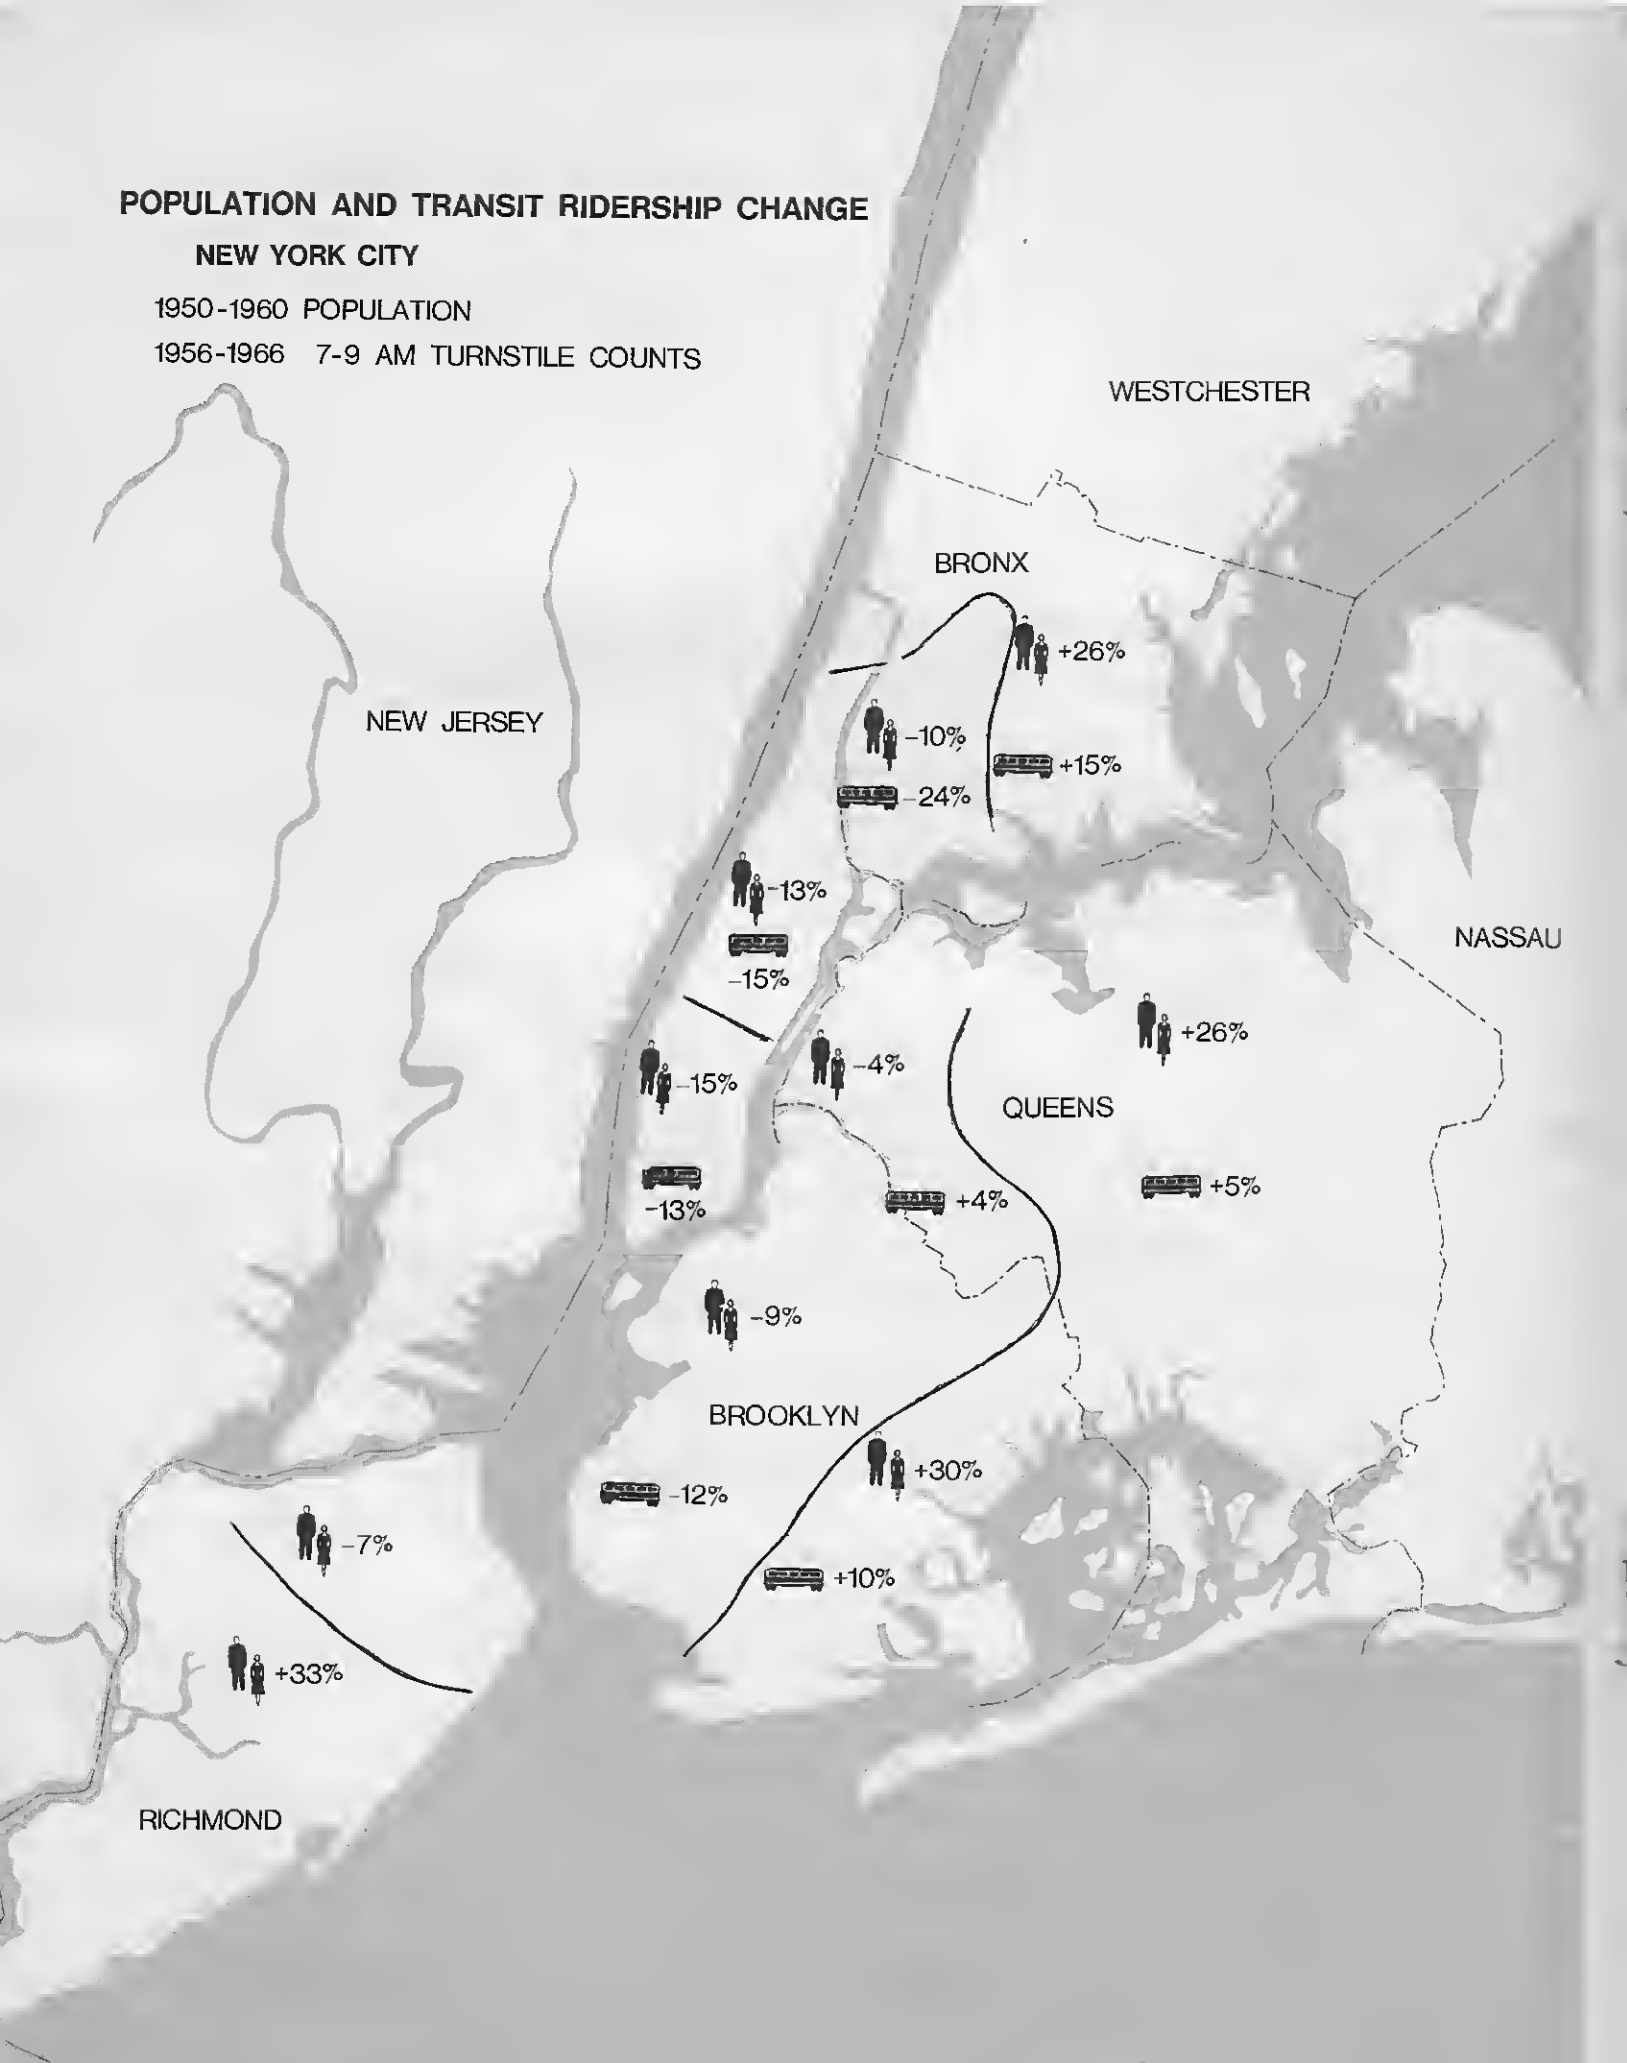 POPULATION AND TRANSIT RIDERSHIP CHANGE
NEW YORK CITY
1950-1960 POPULATION
1956-1966 7-9 AM TURNSTILE COUNTS
WESTCHESTER
BRONX
+26%
NEW JERSEY
-10%
+15%
-24%
-13%
NASSAU
-15%
+26%
-4%
-15%
QUEENS
+5%
+4%
-13%
-9%
BROOKLYN
+30%
-12%
-7%
+10%
+33%
RICHMOND